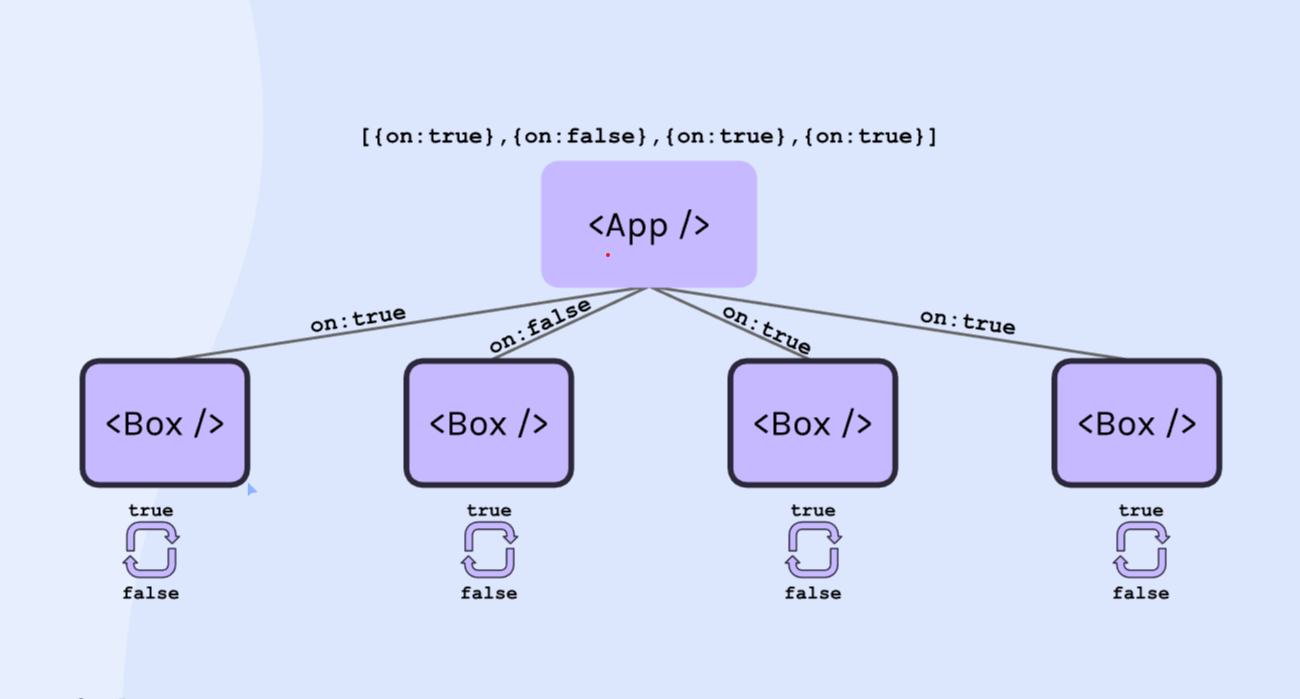 [{on:true},{on:false},{on:true},{on:true}]
<App />
on:true
on:false
on:true
on:true
<Box />
<Box />
<Box />
<Box />
true
true
true
true
false
false
false
false